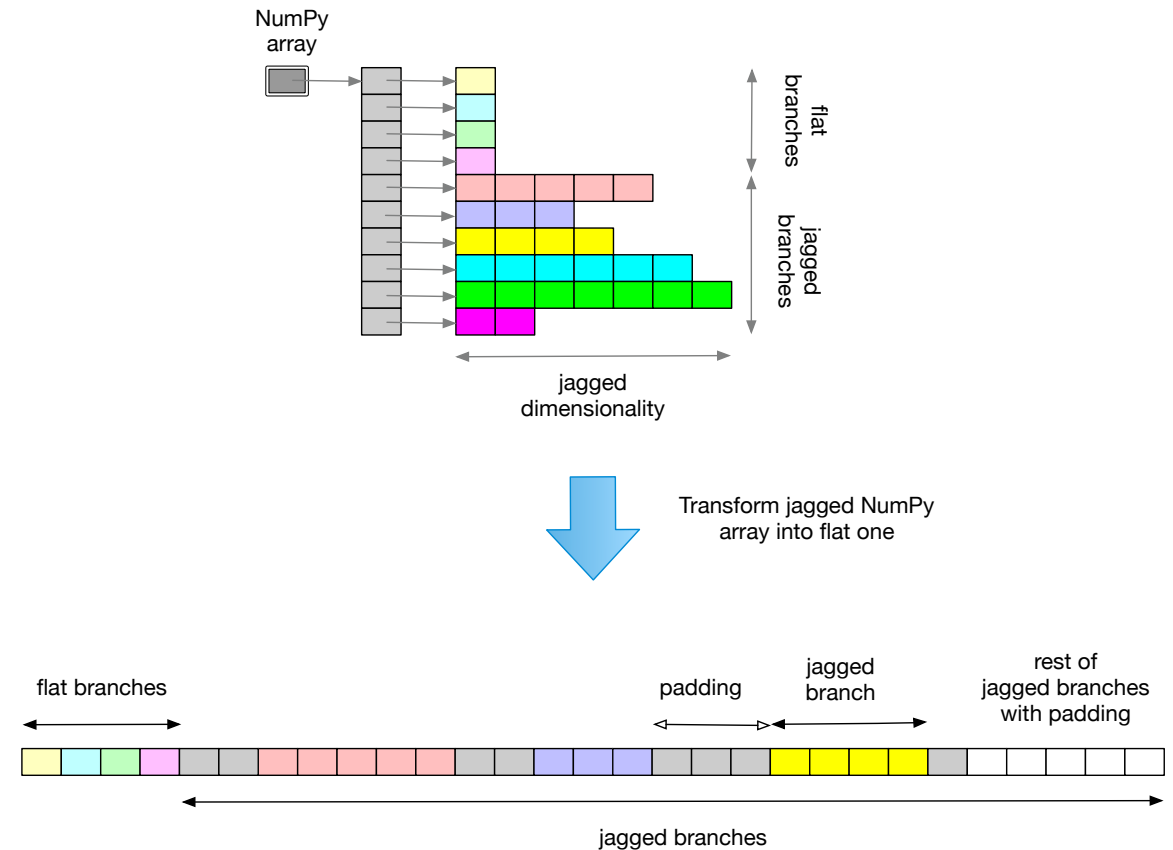 NumPy
array
flat
branches
jagged
branches
jagged
dimensionality
Transform jagged NumPy
array into flat one
flat branches
padding
jagged
branch
rest of
jagged branches
with padding
jagged branches